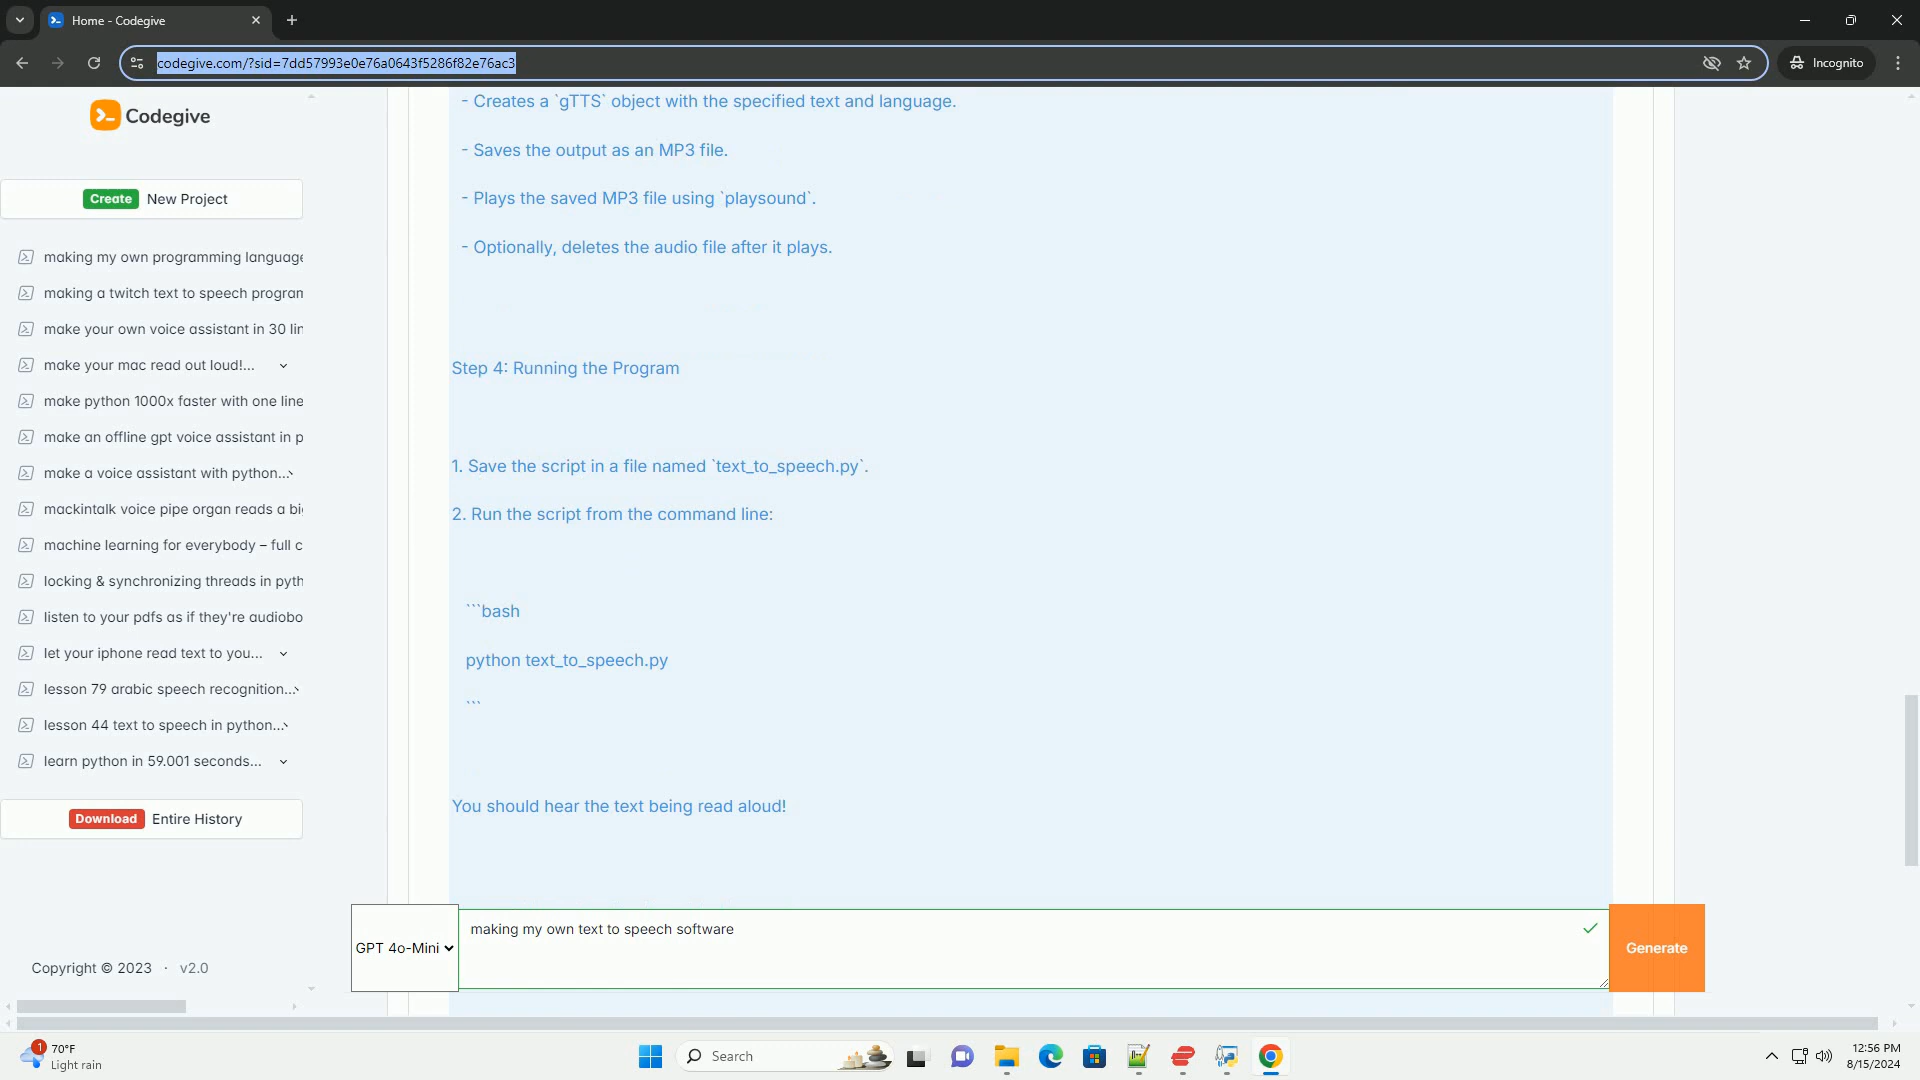 Home - Codegive
codegive.com/?sid=7dd57993e0e76a0643f5286f82e76ac3
Incognito
Codegive
Create New Project
making my own programming language
making a twitch text to speech program
make your own voice assistant in 30 lin
make your mac read out loud!...
make python 1000x faster with one line
make an offline gpt voice assistant in p
make a voice assistant with python...
mackintalk voice pipe organ reads a bi
machine learning for everybody – full c
locking & synchronizing threads in pyth
listen to your pdfs as if they're audiobo
let your iphone read text to you...
lesson 79 arabic speech recognition...
lesson 44 text to speech in python...
learn python in 59.001 seconds...
Download Entire History
Copyright © 2023 · v2.0
- Creates a `gTTS` object with the specified text and language.
- Saves the output as an MP3 file.
- Plays the saved MP3 file using `playsound`.
- Optionally, deletes the audio file after it plays.
Step 4: Running the Program
1. Save the script in a file named `text_to_speech.py`.
2. Run the script from the command line:
```bash
python text_to_speech.py
```
You should hear the text being read aloud!
GPT 4o-Mini
making my own text to speech software
Generate
1
70°F
Light rain
Search
12:56 PM
8/15/2024